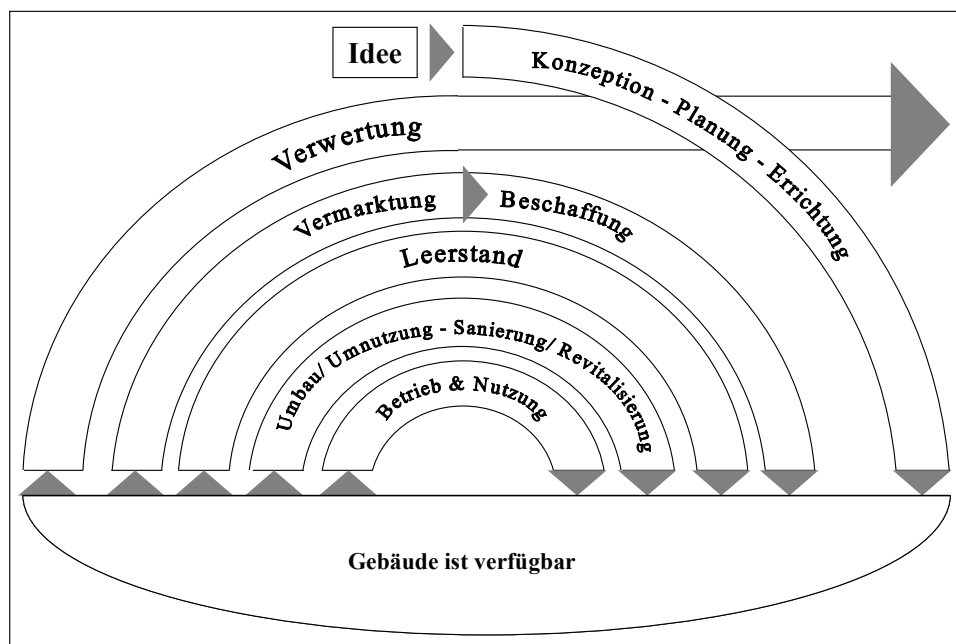 Idee
Konzeption - Planung - Errichtung
Verwertung
Vermarktung
Beschaffung
Leerstand
Umbau/ Umnutzung - Sanierung/ Revitalisierung
Betrieb & Nutzung
Gebäude ist verfügbar